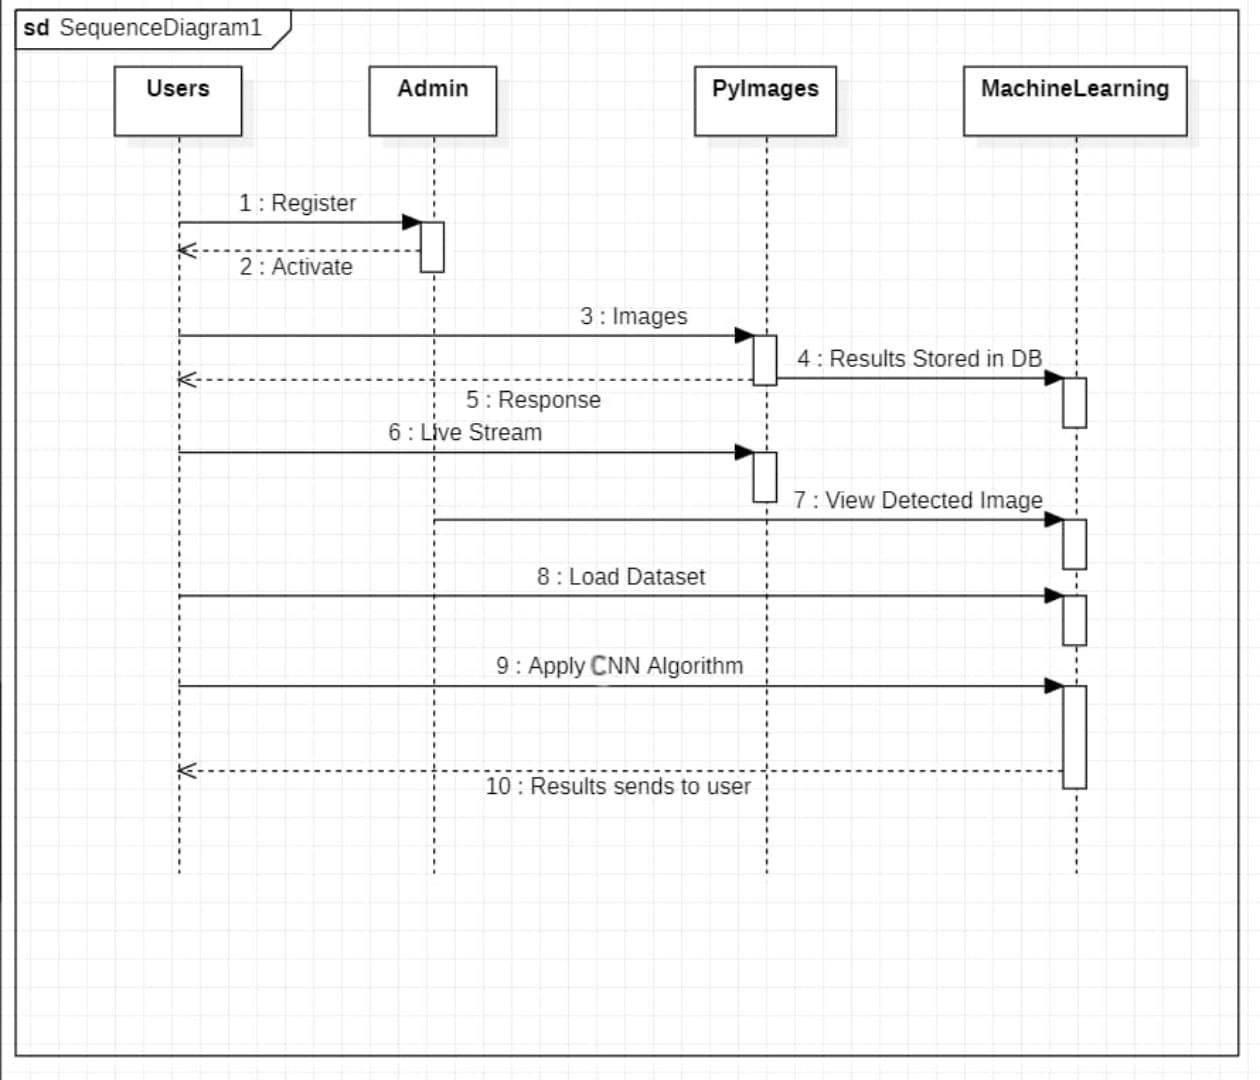 sd SequenceDiagram1
Users
Admin
PyImages
MachineLearning
1 : Register
2 : Activate
3 : Images
4 : Results Stored in DB
5 : Response
6 : Live Stream
7 : View Detected Image
8 : Load Dataset
9 : Apply CNN Algorithm
10 : Results sends to user